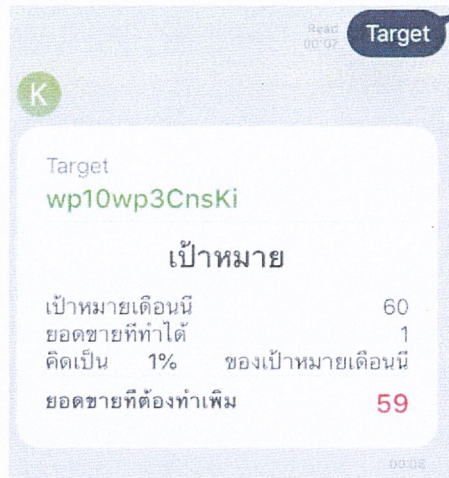 Read
00:07
Target
K
Target
wp10wp3CnsKi
เป้าหมาย
เป้าหมายเดือนนี้ 60
ยอดขายที่ทำได้ 1
คิดเป็น 1% ของเป้าหมายเดือนนี้
ยอดขายที่ต้องทำเพิ่ม 59
00:08